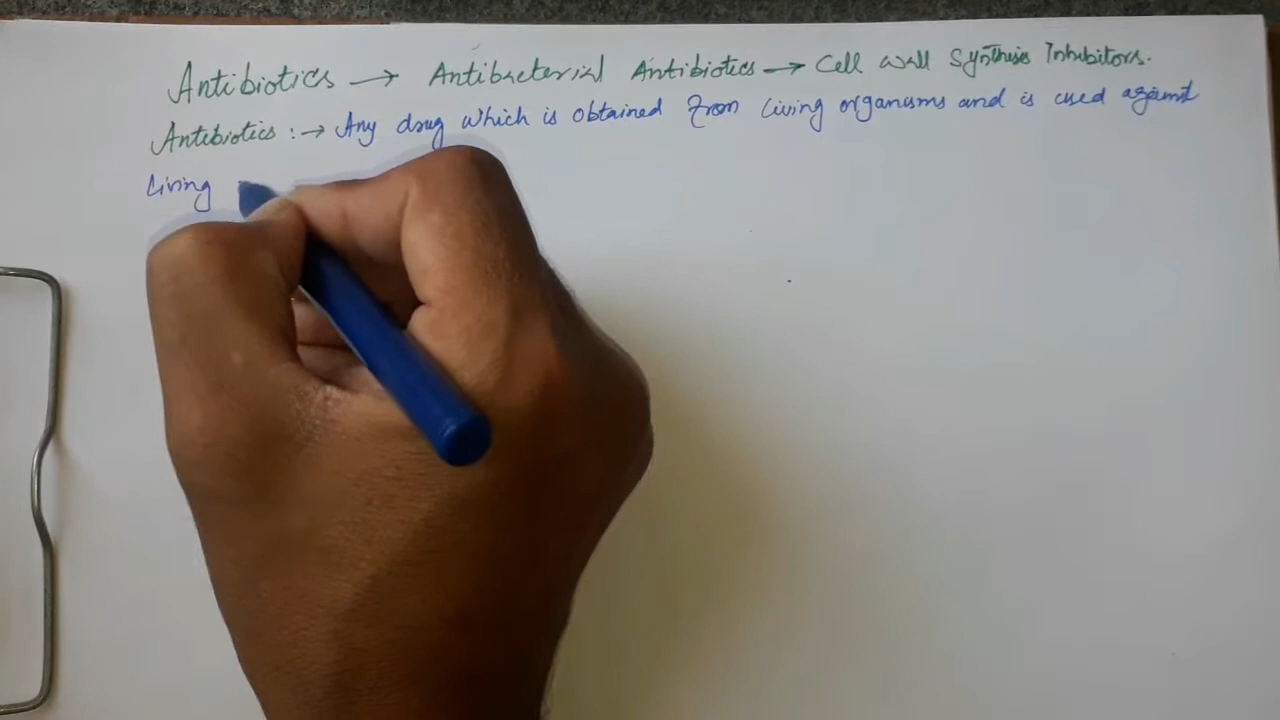 Antibiotics → Antibacterial Antibiotics → Cell wall Synthesis Inhibitors.
Antibiotics :→ Any drug which is obtained from living organisms and is used against
living